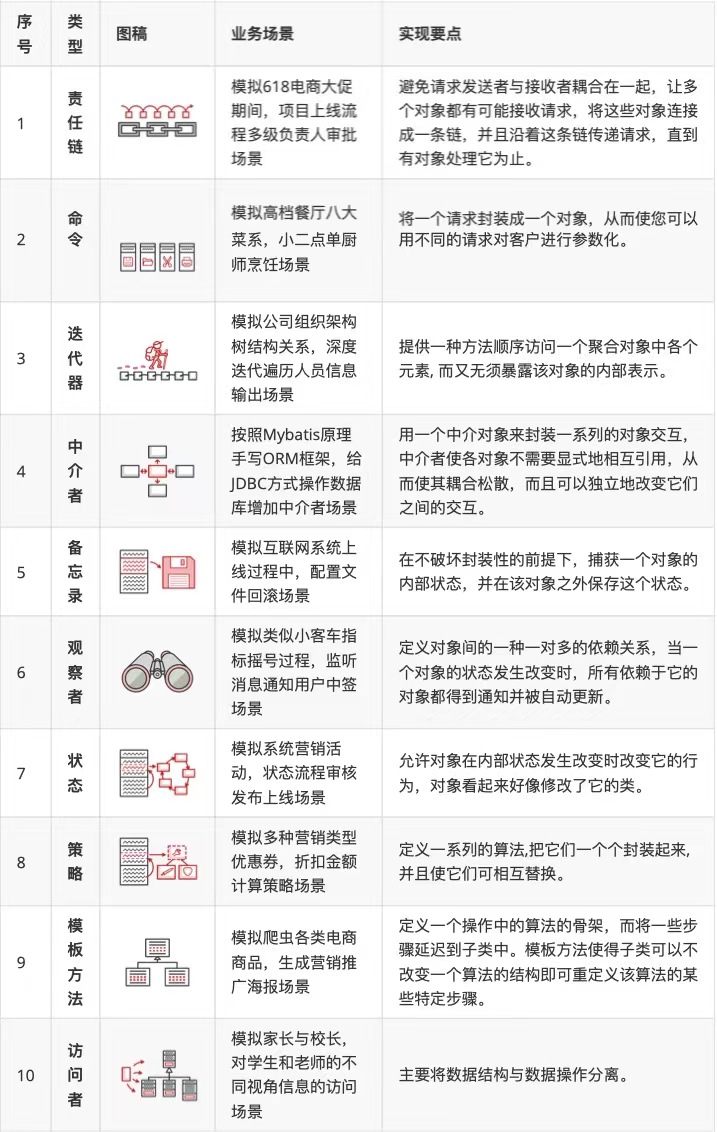 序号 类型 图稿 业务场景 实现要点
1
责任链
模拟618电商大促
期间，项目上线流
程多级负责人审批
场景
避免请求发送者与接收者耦合在一起，让多
个对象都有可能接收请求，将这些对象连接
成一条链，并且沿着这条链传递请求，直到
有对象处理它为止。
2
命令
模拟高档餐厅八大
菜系，小二点单厨
师烹饪场景
将一个请求封装成一个对象，从而使您可以
用不同的请求对客户进行参数化。
3
迭代器
模拟公司组织架构
树结构关系，深度
迭代遍历人员信息
输出场景
提供一种方法顺序访问一个聚合对象中各个
元素, 而又无须暴露该对象的内部表示。
4
中介者
按照Mybatis原理
手写ORM框架，给
JDBC方式操作数据
库增加中介者场景
用一个中介对象来封装一系列的对象交互，
中介者使各对象不需要显式地相互引用，从
而使其耦合松散，而且可以独立地改变它们
之间的交互。
5
备忘录
模拟互联网系统上
线过程中，配置文
件回滚场景
在不破坏封装性的前提下，捕获一个对象的
内部状态，并在该对象之外保存这个状态。
6
观察者
模拟类似小客车指
标摇号过程，监听
消息通知用户中签
场景
定义对象间的一种一对多的依赖关系，当一
个对象的状态发生改变时，所有依赖于它的
对象都得到通知并被自动更新。
7
状态
模拟系统营销活
动，状态流程审核
发布上线场景
允许对象在内部状态发生改变时改变它的行
为，对象看起来好像修改了它的类。
8
策略
模拟多种营销类型
优惠券，折扣金额
计算策略场景
定义一系列的算法,把它们一个个封装起来，
并且使它们可相互替换。
9
模板方法
模拟爬虫各类电商
商品，生成营销推
广海报场景
定义一个操作中的算法的骨架，而将一些步
骤延迟到子类中。模板方法使得子类可以不
改变一个算法的结构即可重定义该算法的某
些特定步骤。
10
访问者
模拟家长与校长，
对学生和老师的不
同视角信息的访问
场景
主要将数据结构与数据操作分离。